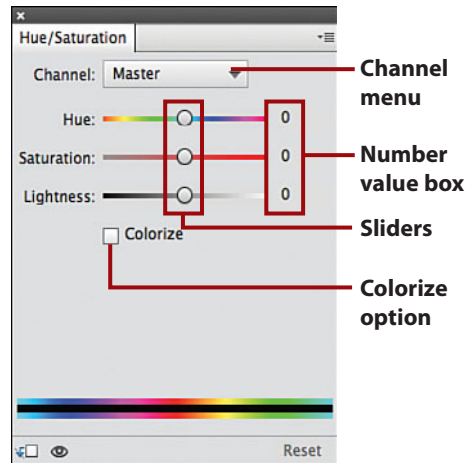 Hue/Saturation
Channel: Master
Channel menu
Hue: 0
Saturation: 0
Number value box
Lightness: 0
Sliders
Colorize
Colorize option
Reset